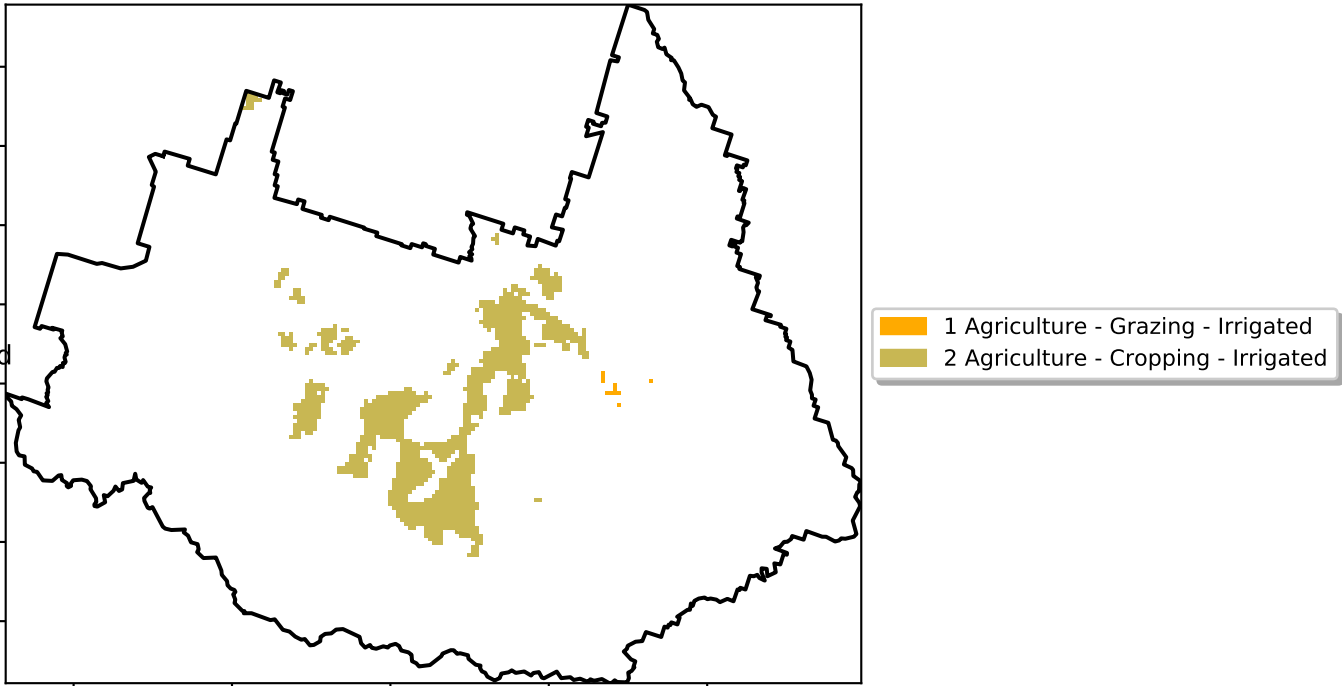 d
1 Agriculture - Grazing - Irrigated
2 Agriculture - Cropping - Irrigated